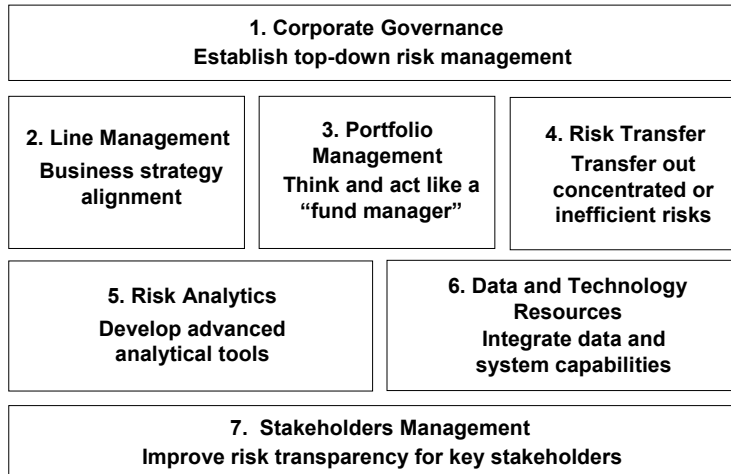 1. Corporate Governance
Establish top-down risk management
2. Line Management
Business strategy
alignment
3. Portfolio
Management
Think and act like a
“fund manager”
4. Risk Transfer
Transfer out
concentrated or
inefficient risks
5. Risk Analytics
Develop advanced
analytical tools
6. Data and Technology
Resources
Integrate data and
system capabilities
7. Stakeholders Management
Improve risk transparency for key stakeholders